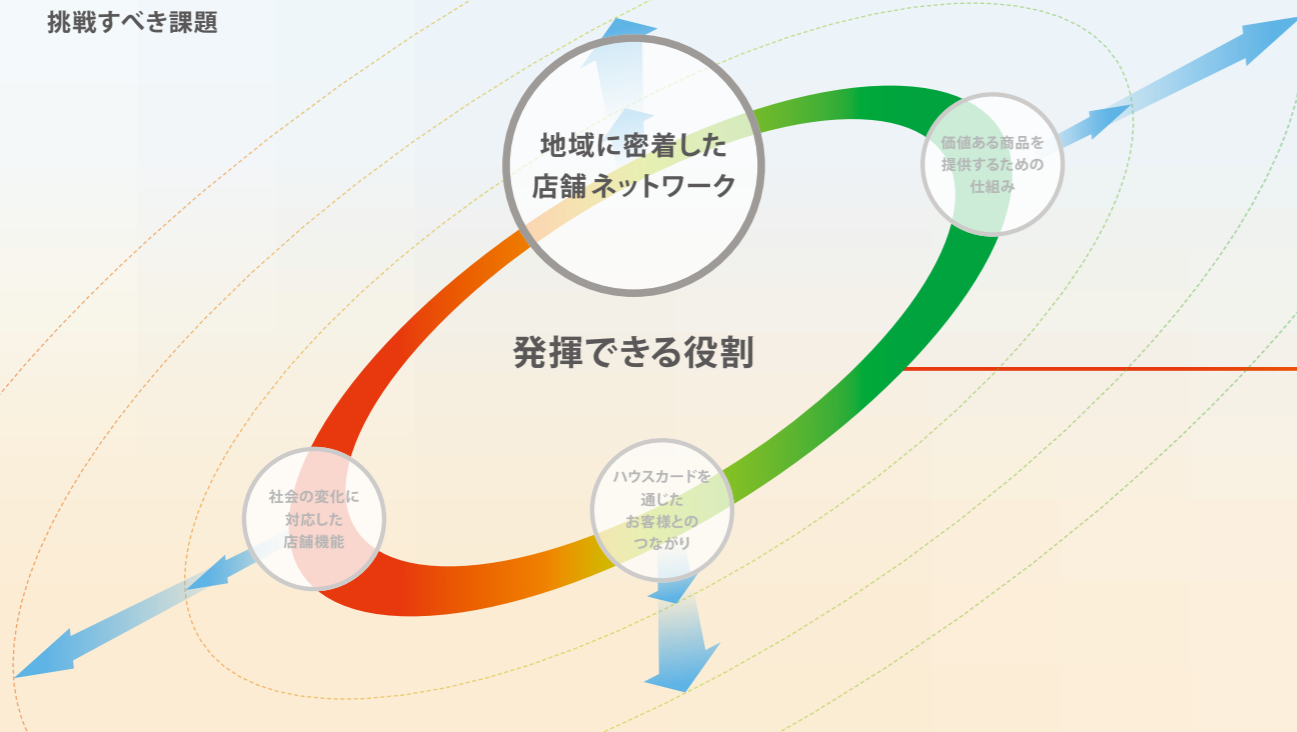 挑戦すべき課題
地域に密着した
店舗ネットワーク
価値ある商品を
提供するための
仕組み
発揮できる役割
社会の変化に
対応した
店舗機能
ハウスカードを
通じた
お客様との
つながり